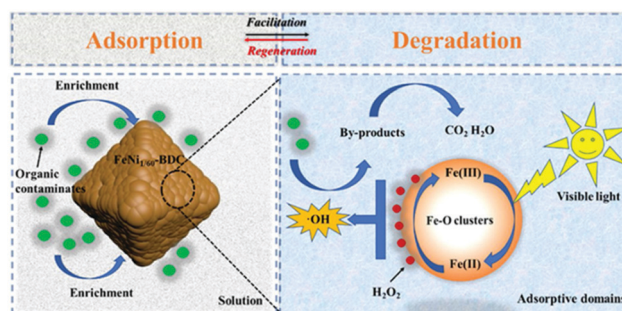 Adsorption
Facilitation
Regeneration
Degradation
Enrichment
FeNi1/60-BDC
Organic
contaminates
Enrichment
Solution
By-products
CO2 H2O
Visible light
Fe(III)
·OH
Fe-O clusters
Fe(II)
H2O2
Adsorptive domains